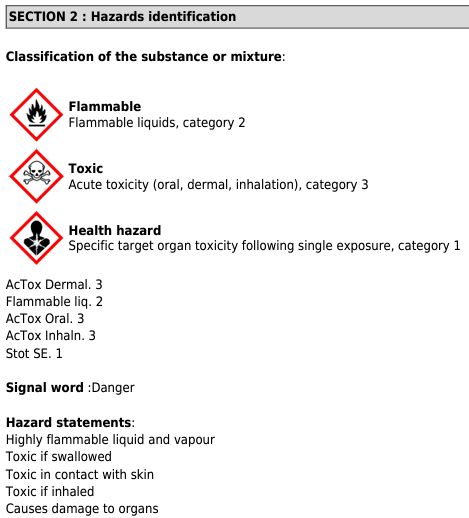 SECTION 2 : Hazards identification
Classification of the substance or mixture:
Flammable
Flammable liquids, category 2
Toxic
Acute toxicity (oral, dermal, inhalation), category 3
Health hazard
Specific target organ toxicity following single exposure, category 1
AcTox Dermal. 3
Flammable liq. 2
AcTox Oral. 3
AcTox Inhaln. 3
Stot SE. 1
Signal word :Danger
Hazard statements:
Highly flammable liquid and vapour
Toxic if swallowed
Toxic in contact with skin
Toxic if inhaled
Causes damage to organs